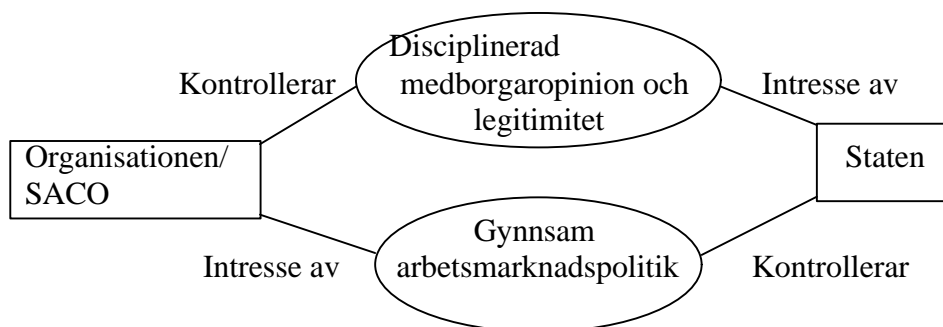 Disciplinerad
medborgaropinion och
legitimitet
Kontrollerar
Intresse av
Organisationen/
SACO
Staten
Gynnsam
arbetsmarknadspolitik
Intresse av
Kontrollerar